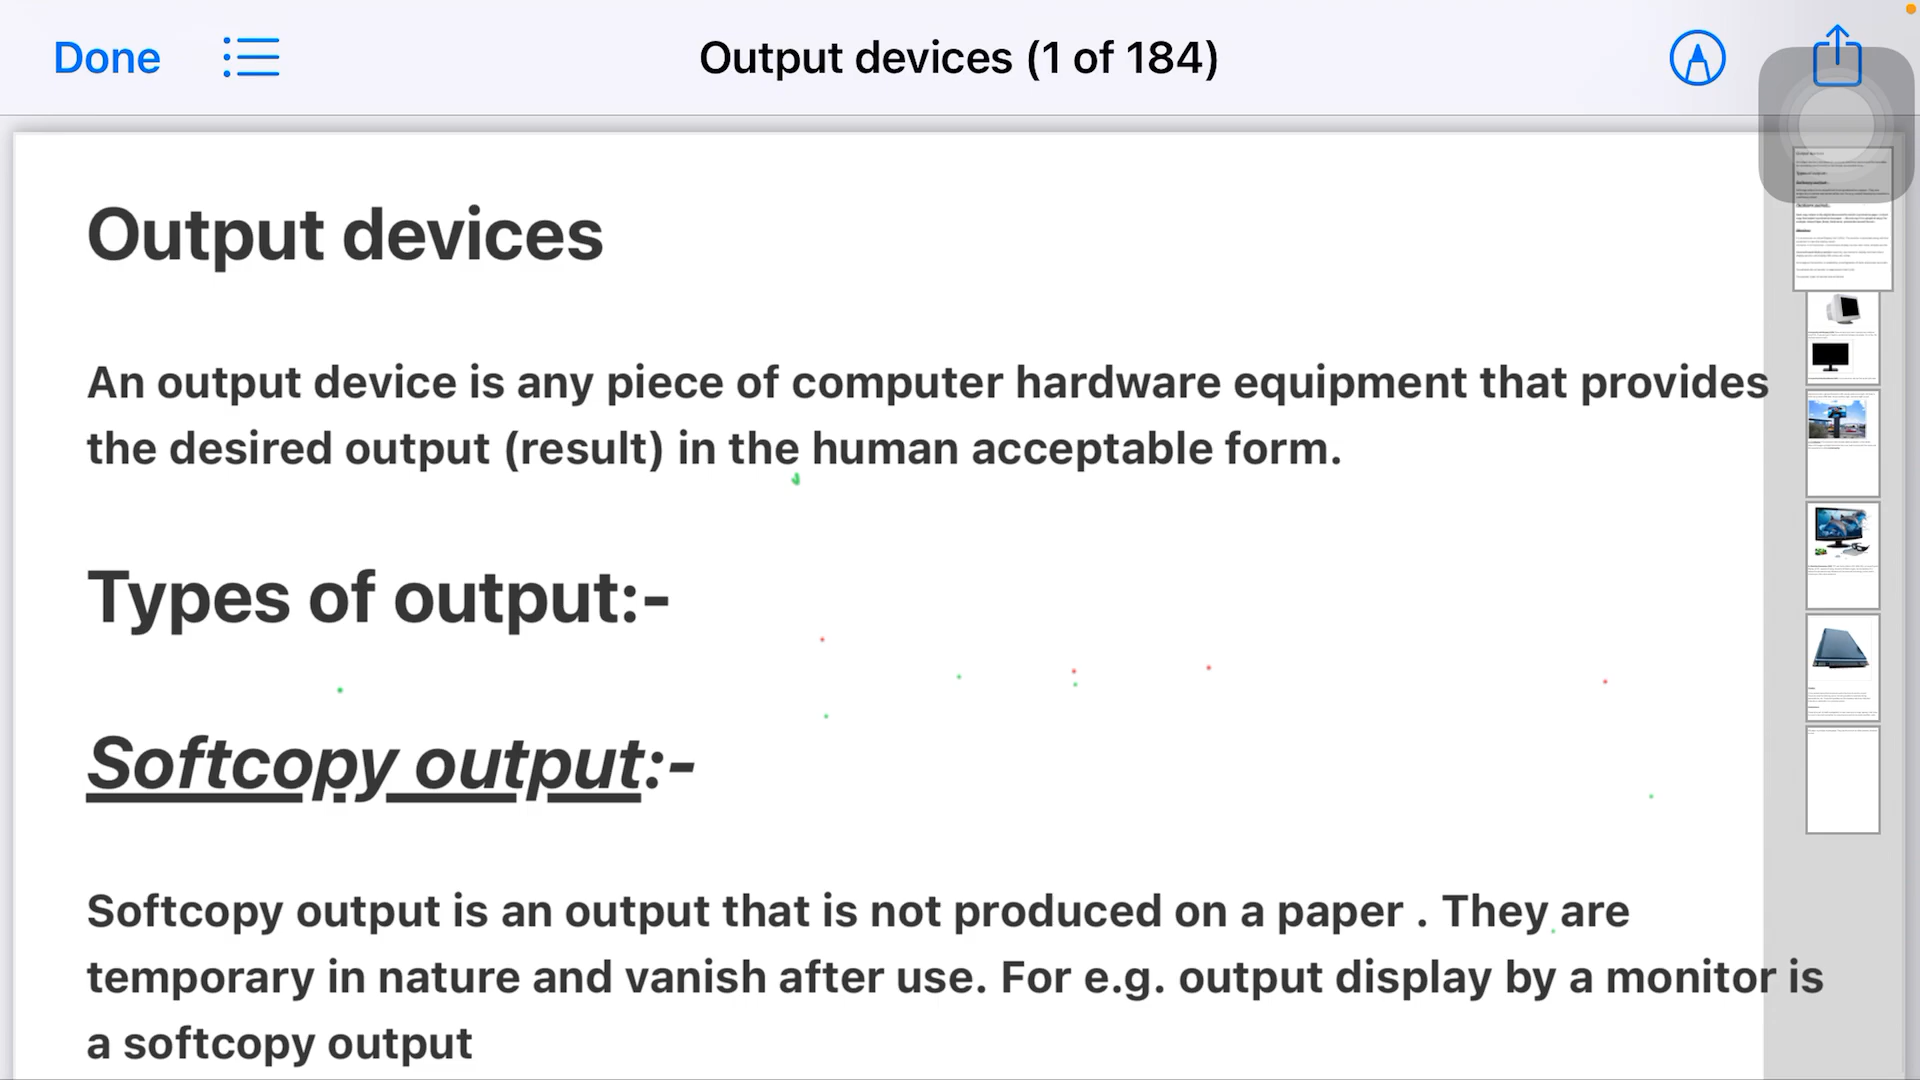 Done
Output devices (1 of 184)
Output devices
An output device is any piece of computer hardware equipment that provides
the desired output (result) in the human acceptable form.
Types of output:-
Softcopy output:-
Softcopy output is an output that is not produced on a paper . They are
temporary in nature and vanish after use. For e.g. output display by a monitor is
a softcopy output